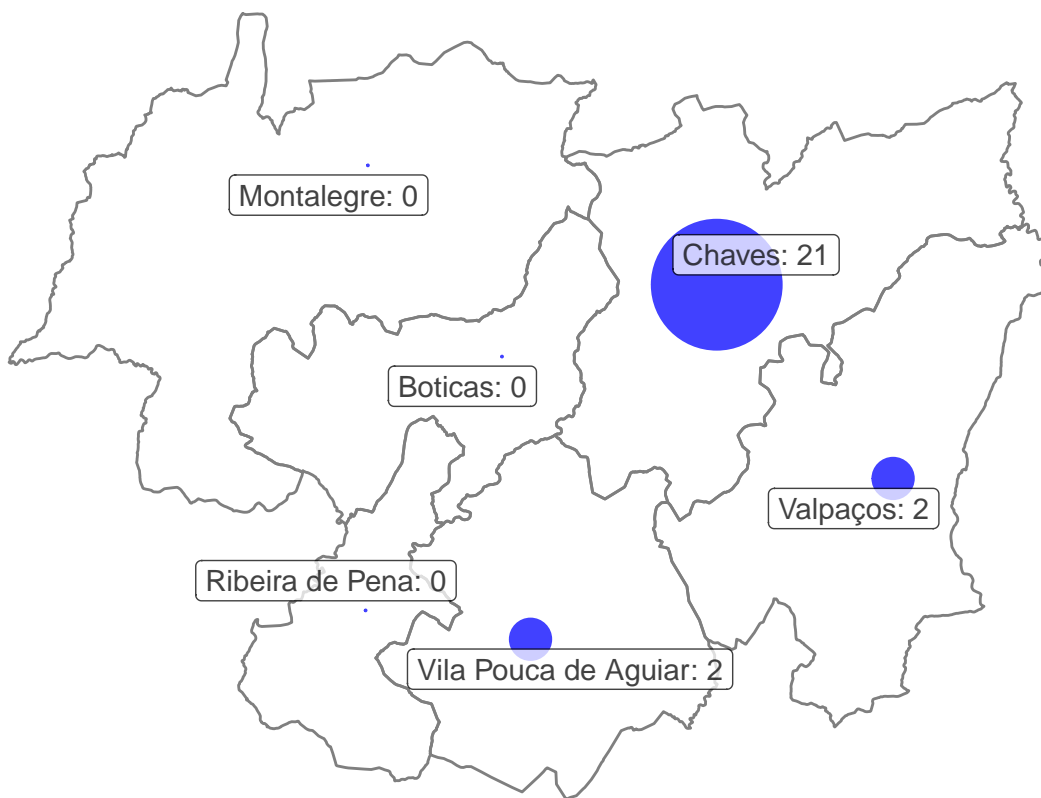 Montalegre: 0
Chaves: 21
Boticas: 0
Valpaços: 2
Ribeira de Pena: 0
Vila Pouca de Aguiar: 2